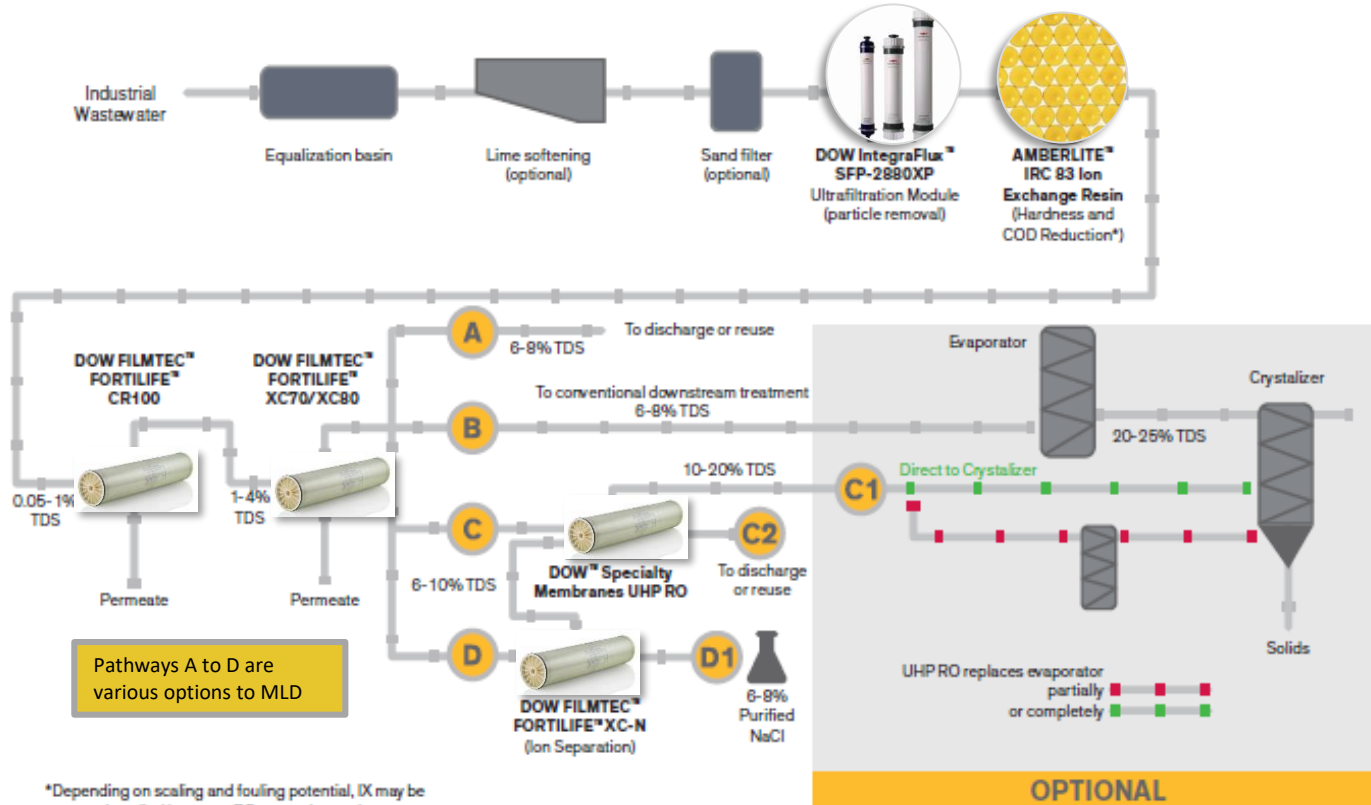 Industrial
Wastewater
Equalization basin
Lime softening
(optional)
Sand filter
(optional)
DOW IntegraFlux™
SFP-2880XP
Ultrafiltration Module
(particle removal)
AMBERLITE™
IRC 83 Ion
Exchange Resin
(Hardness and
COD Reduction*)
DOW FILMTEC™
FORTILIFE™
CR100
DOW FILMTEC™
FORTILIFE™
XC70/XC80
A
6-8% TDS
To discharge or reuse
B
To conventional downstream treatment
6-8% TDS
Evaporator
Crystalizer
20-25% TDS
0.05-1%
TDS
1-4%
TDS
10-20% TDS
C1
Direct to Crystalizer
C
6-10% TDS
DOW™ Specialty
Membranes UHP RO
C2
To discharge
or reuse
Permeate
Permeate
Solids
D
DOW FILMTEC™
FORTILIFE™ XC-N
(Ion Separation)
D1
6-8%
Purified
NaCl
Pathways A to D are
various options to MLD
UHP RO replaces evaporator
partially
or completely
OPTIONAL
*Depending on scaling and fouling potential, IX may be